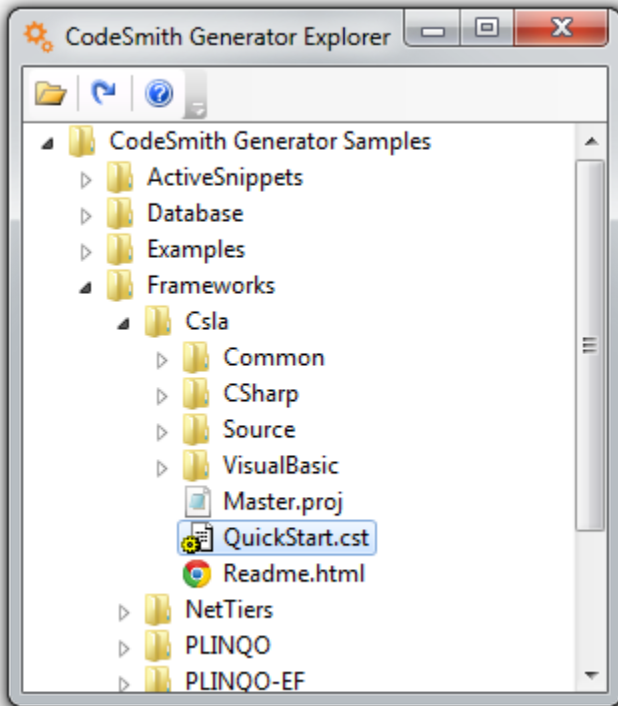 CodeSmith Generator Explorer
CodeSmith Generator Samples
ActiveSnippets
Database
Examples
Frameworks
Csla
Common
CSharp
Source
VisualBasic
Master.proj
QuickStart.cst
Readme.html
NetTiers
PLINQO
PLINQO-EF